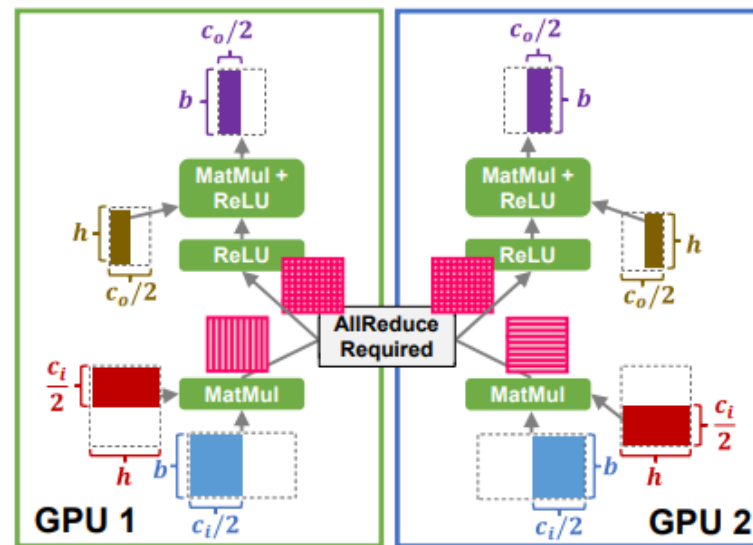 c_o/2
b
MatMul +
ReLU
h
ReLU
c_o/2
c_i
2
MatMul
h
b
c_i/2
GPU 1
AllReduce
Required
c_o/2
b
MatMul +
ReLU
h
ReLU
c_o/2
MatMul
c_i
2
h
b
c_i/2
GPU 2